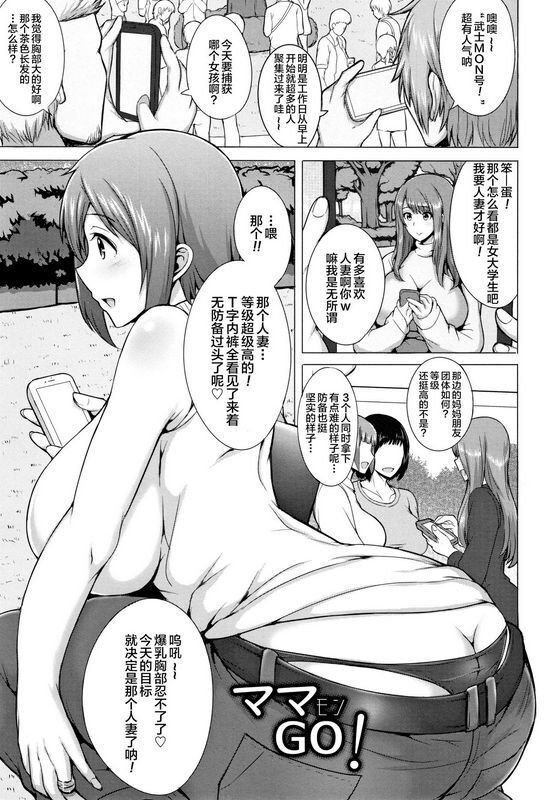 噢噢~~
“武士MON号！”
超有人气呐
明明是工作日从早上
开始就超多的人
聚集过来了哇~~
今天要捕获
哪个女孩啊？
我觉得胸部大的好啊
那个茶色长发的
…怎么样？
笨ー蛋！
那个怎么看都是女大学生吧
我要人妻才好啊！
有多喜欢
人妻啊你w
嘛我是无所谓
…喂
那个!!
那个人妻…
等级超级高的！
T字内裤全看见了来着
无防备过头了呢♡
那边的妈妈朋友
团体如何？
等级
还挺高的不是？
3个人同时拿下
有点难的样子呢…
防备也挺
坚实的样子
呜吼
~~
爆乳胸部忍不了了♡
今天的目标
就决定是那个人妻了呐！
ママモン
GO!